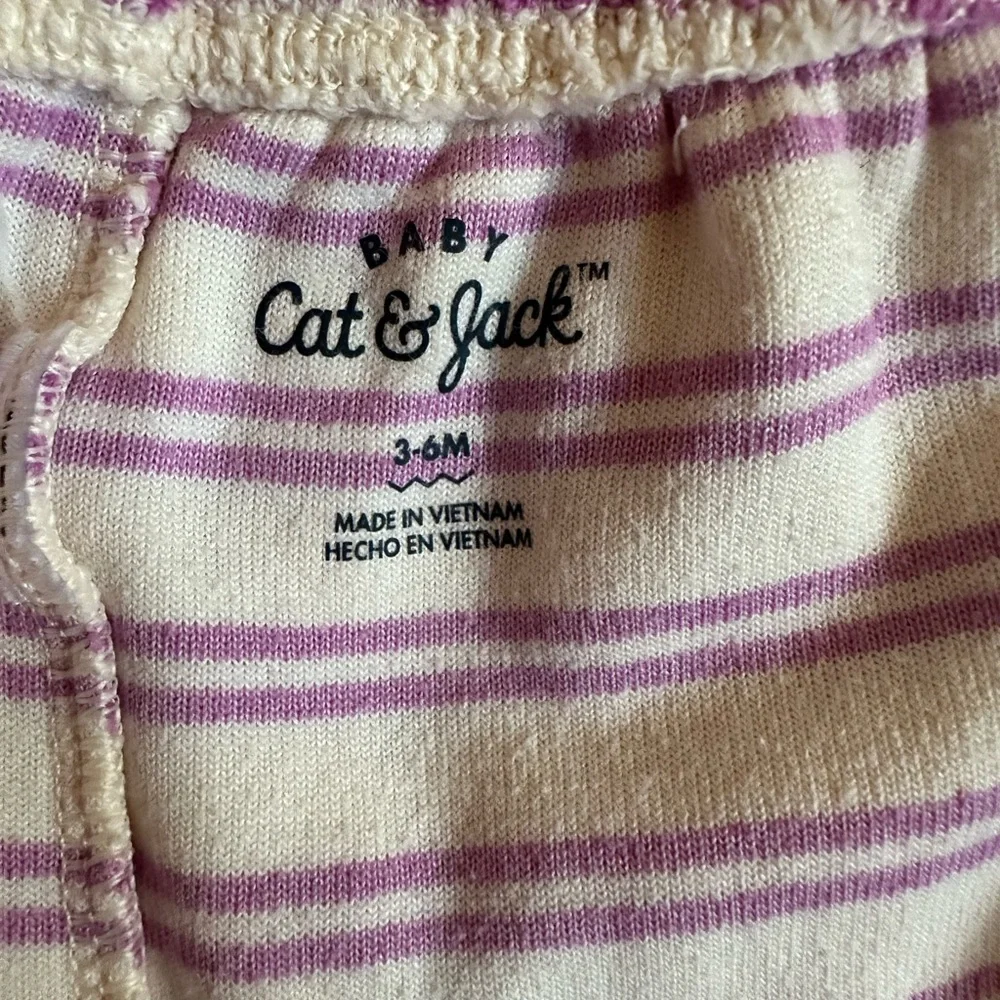 BABY
Cat & Jack™
3-6M
MADE IN VIETNAM
HECHO EN VIETNAM